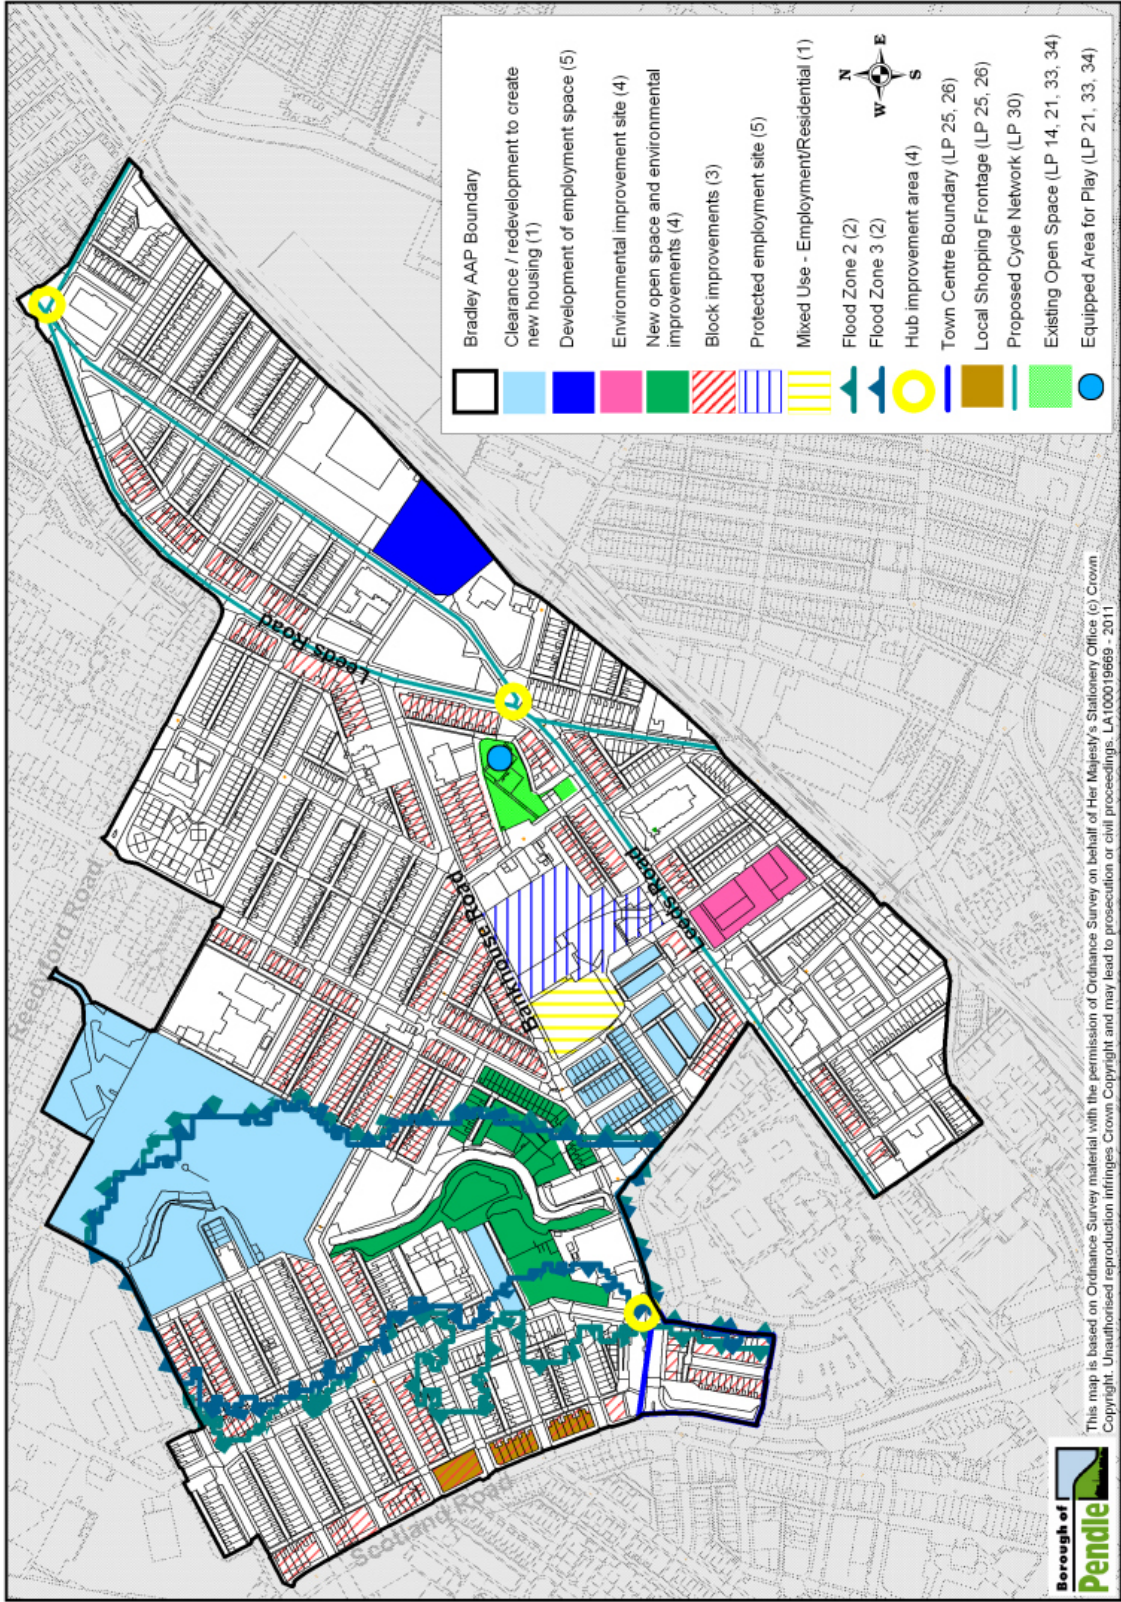 Bradley AAP Boundary
Clearance / redevelopment to create
new housing (1)
Development of employment space (5)
Environmental improvement site (4)
New open space and environmental
improvements (4)
Block improvements (3)
Protected employment site (5)
Mixed Use - Employment/Residential (1)
Flood Zone 2 (2)
Flood Zone 3 (2)
Hub improvement area (4)
Town Centre Boundary (LP 25, 26)
Local Shopping Frontage (LP 25, 26)
Proposed Cycle Network (LP 30)
Existing Open Space (LP 14, 21, 33, 34)
Equipped Area for Play (LP 21, 33, 34)
N
E
S
W
Leeds Road
Leeds Road
Leeds Road
Bankhouse Road
Reedyford Road
Scotland Road
Borough of
Pendle
This map is based on Ordnance Survey material with the permission of Ordnance Survey on behalf of Her Majesty's Stationery Office (c) Crown
Copyright. Unauthorised reproduction infringes Crown Copyright and may lead to prosecution or civil proceedings. LA100019669 - 2011